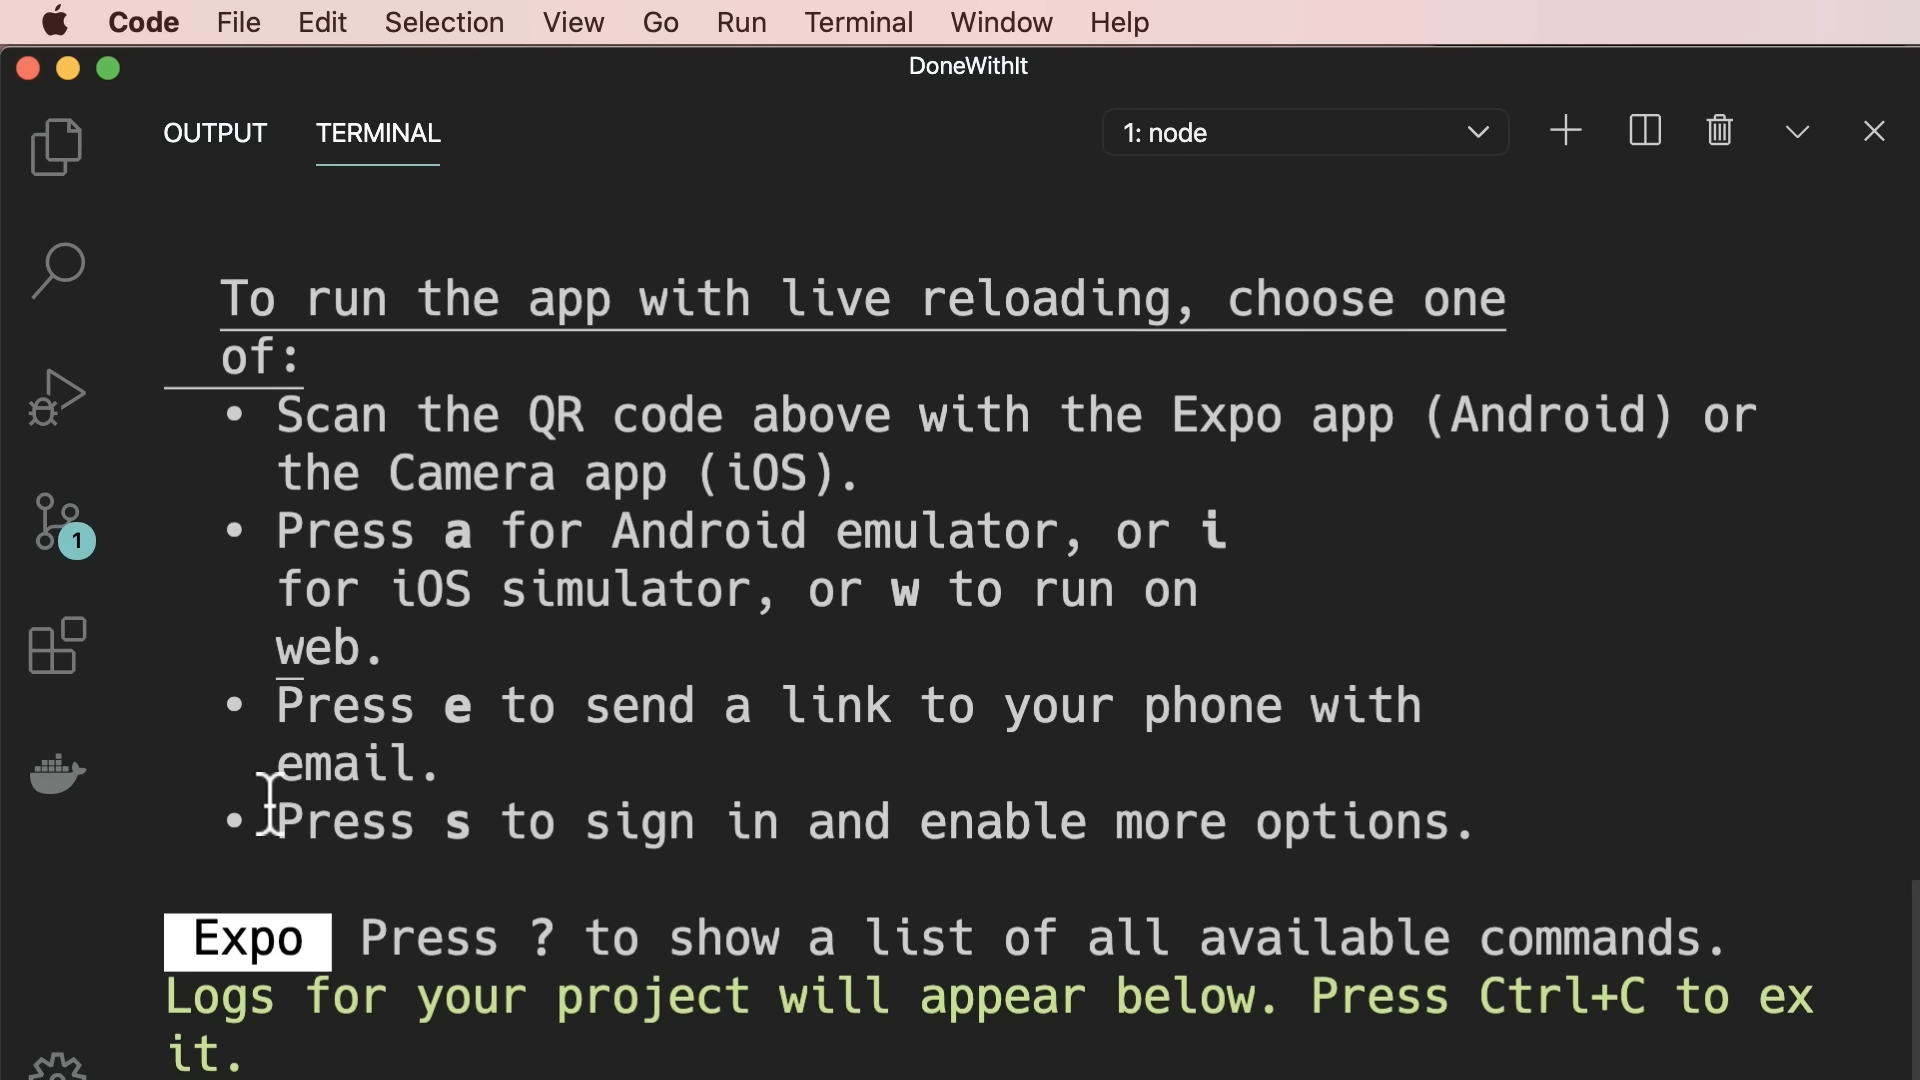 Code File Edit Selection View Go Run Terminal Window Help
DoneWithIt
OUTPUT TERMINAL 1: node
To run the app with live reloading, choose one
of:
• Scan the QR code above with the Expo app (Android) or
the Camera app (iOS).
• Press a for Android emulator, or i
for iOS simulator, or w to run on
web.
• Press e to send a link to your phone with
email.
• Press s to sign in and enable more options.
1
Expo Press ? to show a list of all available commands.
Logs for your project will appear below. Press Ctrl+C to ex
it.